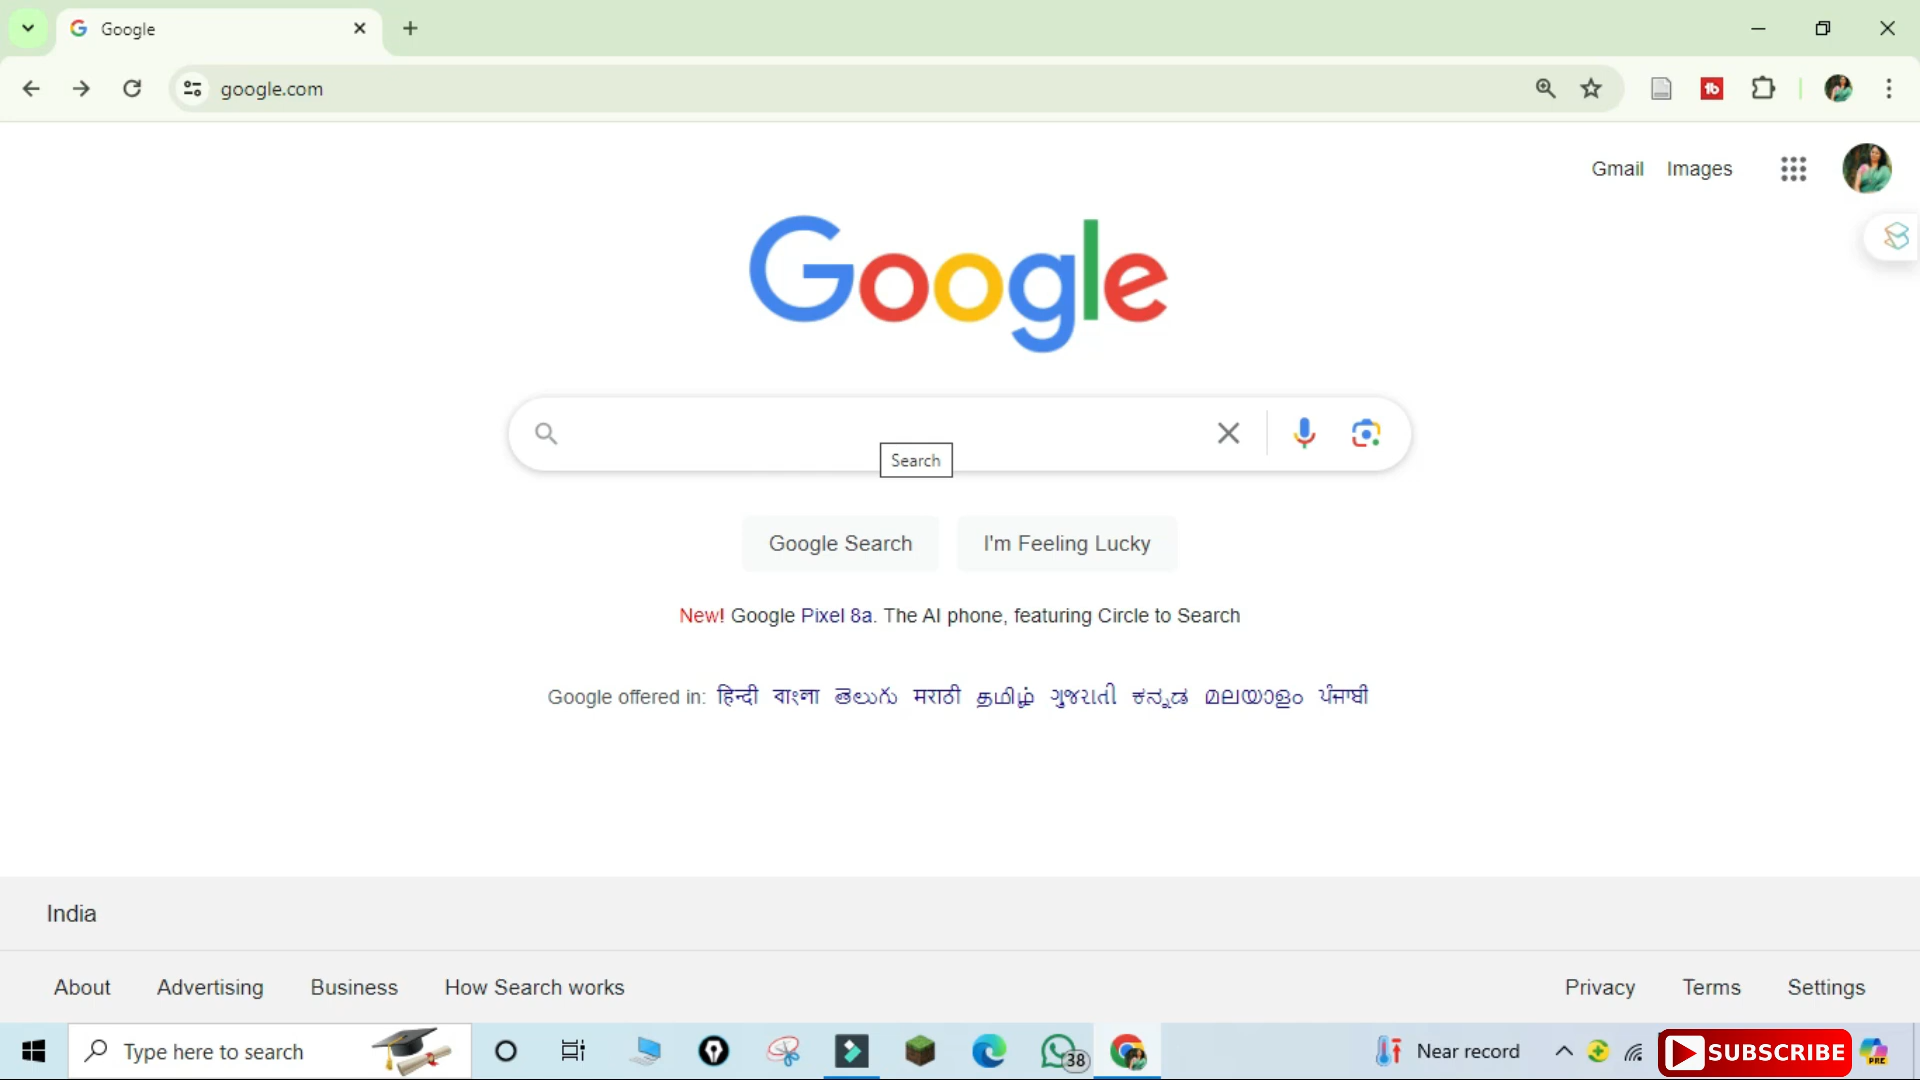 Google
google.com
Gmail Images
Google
Search
Google Search I'm Feeling Lucky
New! Google Pixel 8a. The AI phone, featuring Circle to Search
Google offered in: हिन्दी বাংলা తెలుగు मराठी தமிழ் ગુજરાતી ಕನ್ನಡ മലയാളം ਪੰਜਾਬੀ
India
About Advertising Business How Search works Privacy Terms Settings
Type here to search 38 Near record SUBSCRIBE PRE